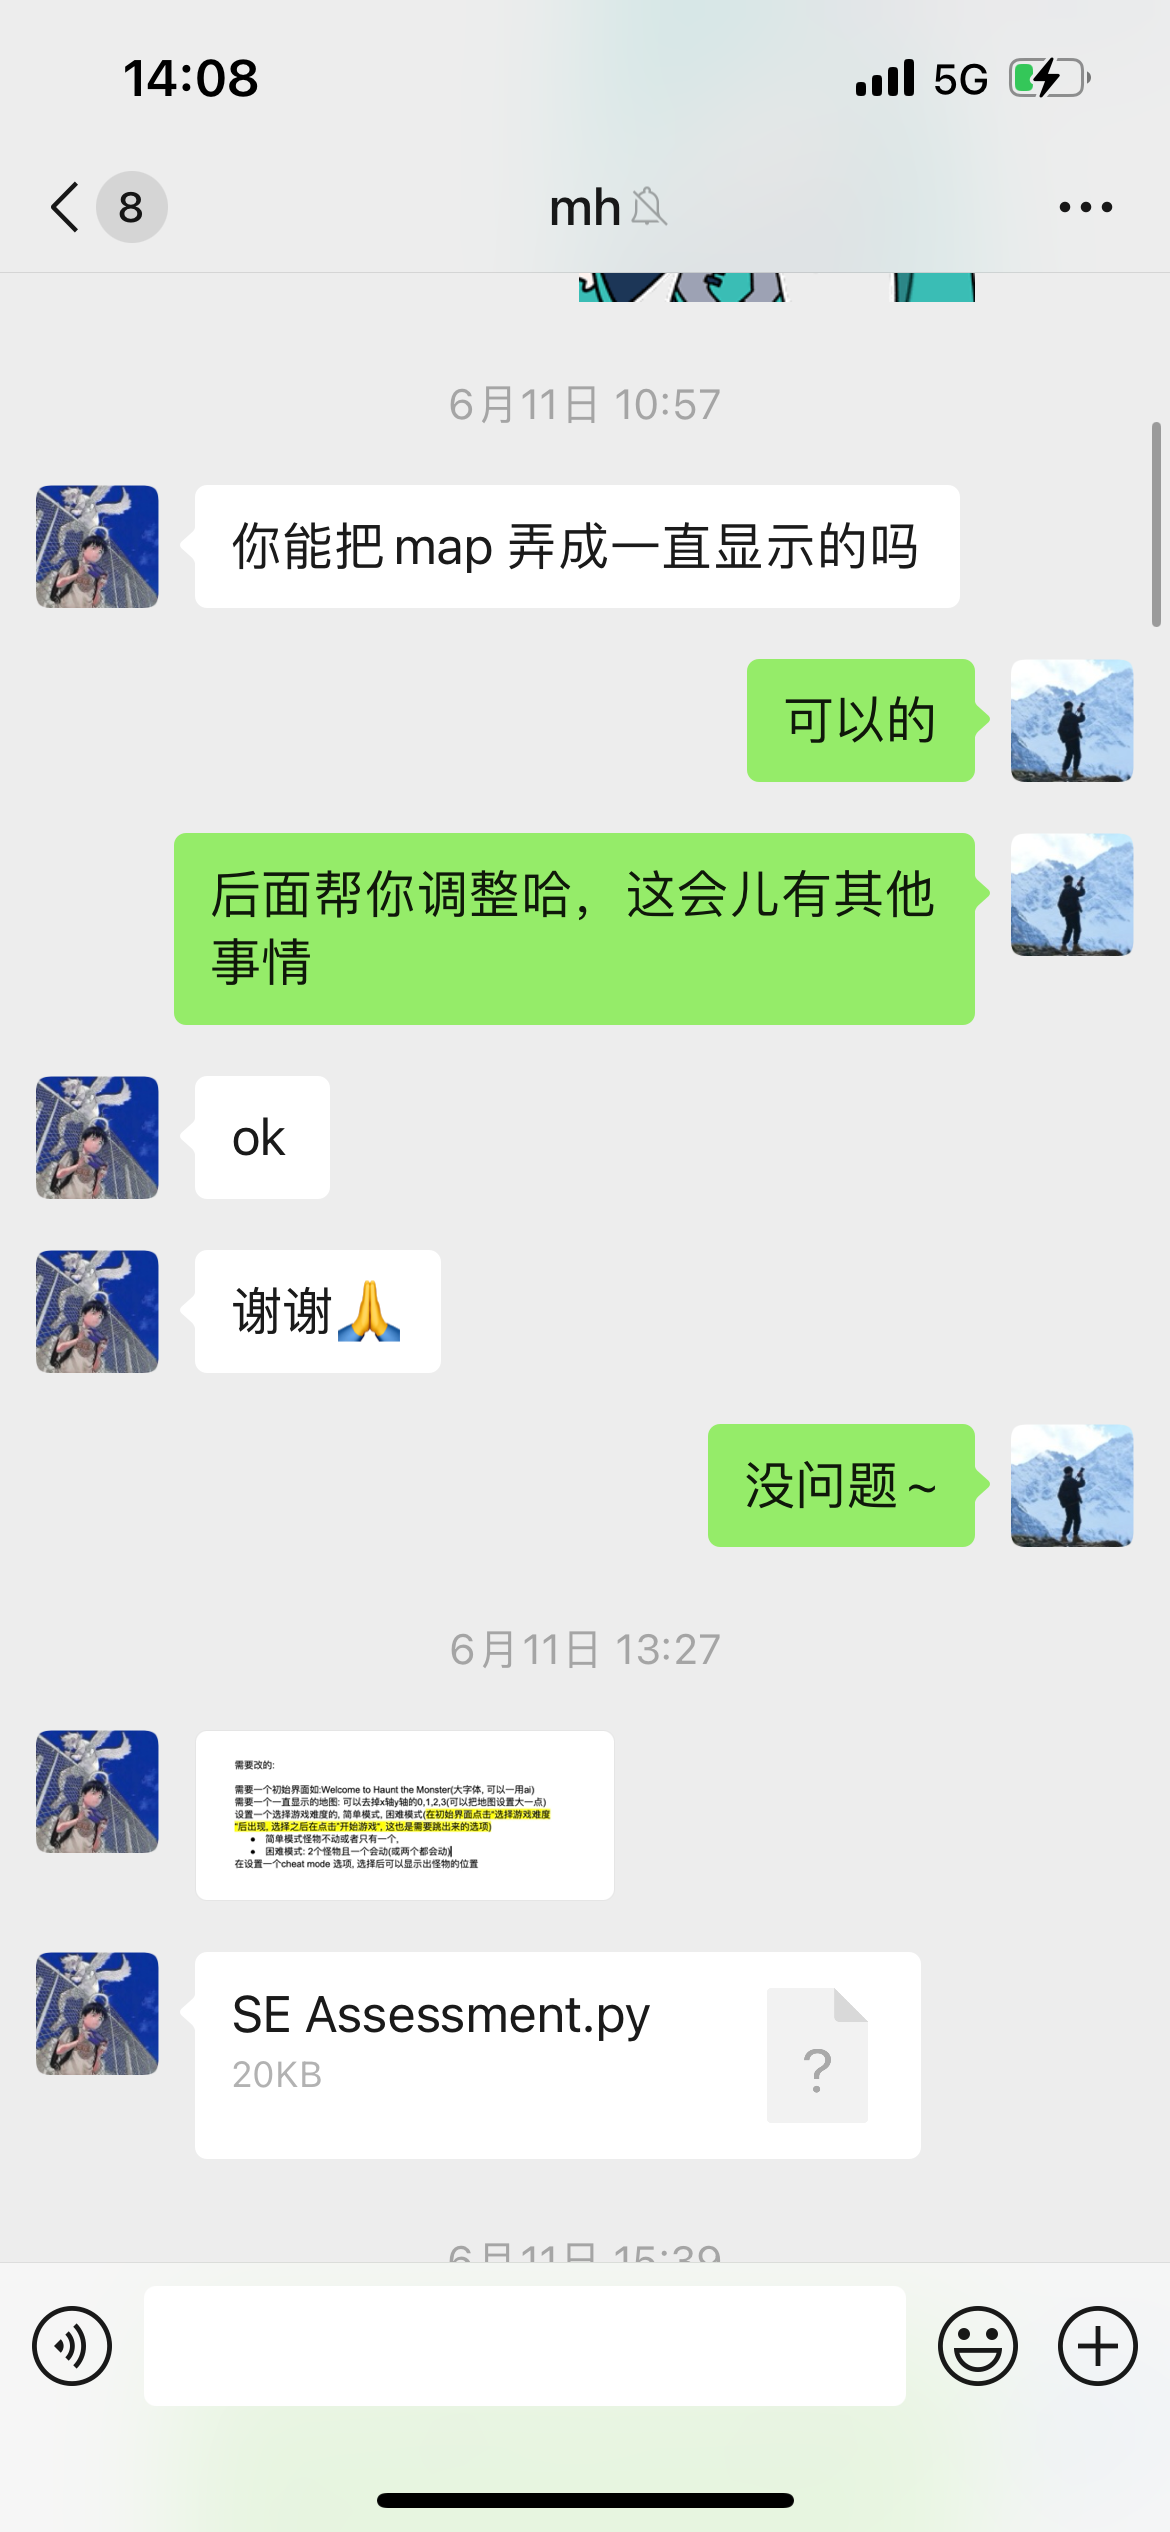 14:08
5G
8
mh
6月11日 10:57
你能把 map 弄成一直显示的吗
可以的
后面帮你调整哈，这会儿有其他
事情
ok
谢谢🙏
没问题~
6月11日 13:27
需要改的:
需要一个初始界面如:Welcome to Haunt the Monster(大字体, 可以一用ai)
需要一个一直显示的地图: 可以去掉x轴y轴的0,1,2,3(可以把地图设置大一点)
设置一个选择游戏难度的, 简单模式, 困难模式(在初始界面点击"选择游戏难度
"后出现, 选择之后在点击"开始游戏", 这也是需要跳出来的选项)
• 简单模式怪物不动或者只有一个,
• 困难模式: 2个怪物且一个会动(或两个都会动)
在设置一个cheat mode 选项, 选择后可以显示出怪物的位置
SE Assessment.py
20KB
?
6月11日 15:39